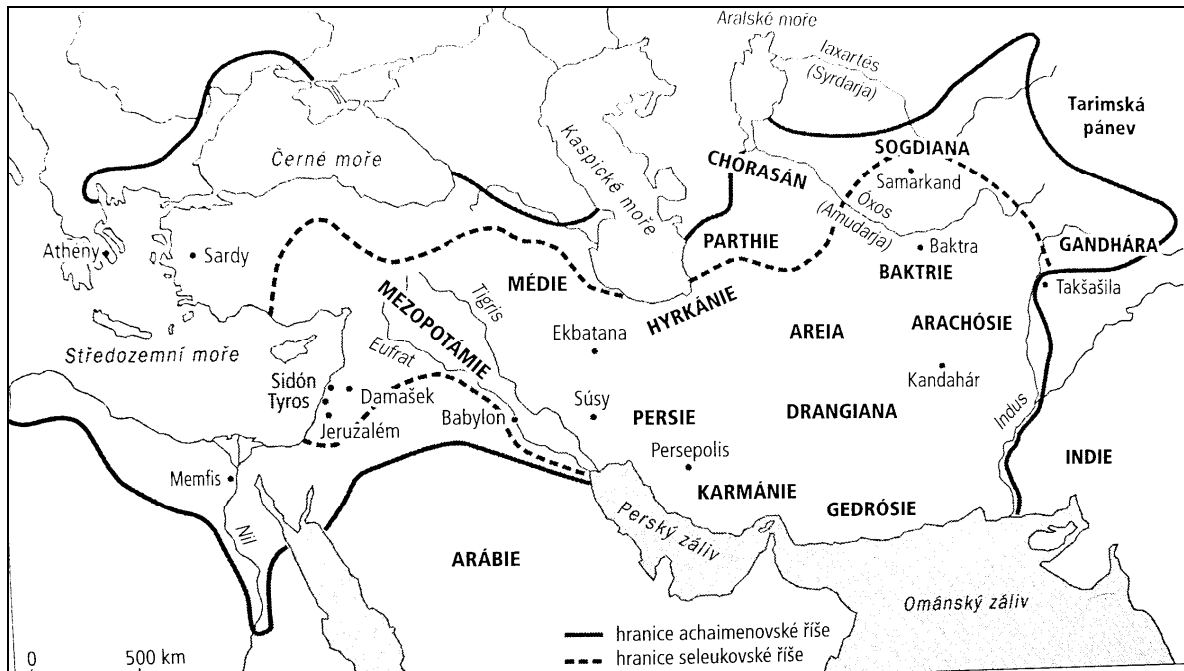 Aralské moře
Iaxartés
(Syrdarja)
Tarimská
pánev
Kaspické moře
Černé moře
SOGDIANA
CHÓRASÁN
Samarkand
Óxos
(Amudarja)
Athény
Sardy
PARTHIE
Baktra
GANDHÁRA
BAKTRIE
MÉDIE
Takšašila
MEZOPOTÁMIE
Tigris
HYRKÁNIE
Ekbatana
AREIA
ARACHÓSIE
Středozemní moře
Eufrat
Kandahár
Sidón
Tyros
Damašek
Súsy
Babylon
PERSIE
DRANGIANA
Indus
Jeruzalém
Persepolis
INDIE
Memfis
KARMÁNIE
GEDRÓSIE
Nil
Perský záliv
ARÁBIE
Ománský záliv
hranice achaimenovské říše
0 500 km
hranice seleukovské říše